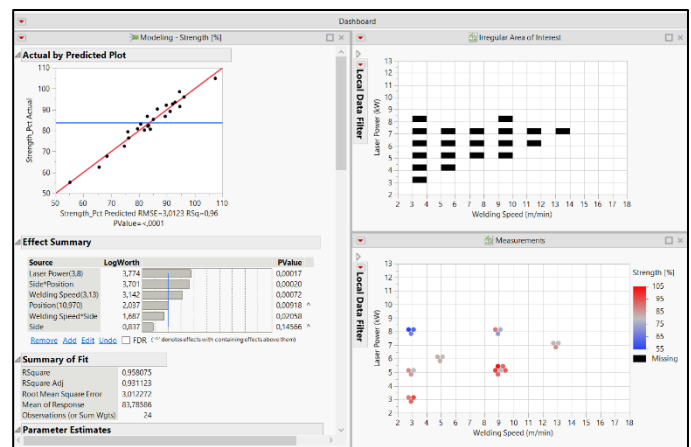 Dashboard
Modeling - Strength [%]
Actual by Predicted Plot
Strength_Pct Actual
110
100
90
80
70
60
50
50 60 70 80 90 100 110
Strength_Pct Predicted RMSE=3,0123 RSq=0,96
PValue=<,0001
Effect Summary
Source LogWorth PValue
Laser Power(3,8) 3,774 0,00017
Side*Position 3,701 0,00020
Welding Speed(3,13) 3,142 0,00072
Position(10,970) 2,037 0,00918 ^
Welding Speed*Side 1,687 0,02058
Side 0,837 0,14566 ^
Remove Add Edit Undo FDR ('^' denotes effects with containing effects above them)
Summary of Fit
RSquare 0,958075
RSquare Adj 0,931123
Root Mean Square Error 3,012272
Mean of Response 83,78586
Observations (or Sum Wgts) 24
Parameter Estimates
Irregular Area of Interest
Local Data Filter
Laser Power (kW)
13
12
11
10
9
8
7
6
5
4
3
2
2 3 4 5 6 7 8 9 10 11 12 13 14 15 16 17 18
Welding Speed (m/min)
Measurements
Local Data Filter
Laser Power (kW)
13
12
11
10
9
8
7
6
5
4
3
2
2 3 4 5 6 7 8 9 10 11 12 13 14 15 16 17 18
Welding Speed (m/min)
Strength [%]
105
95
85
75
65
55
Missing